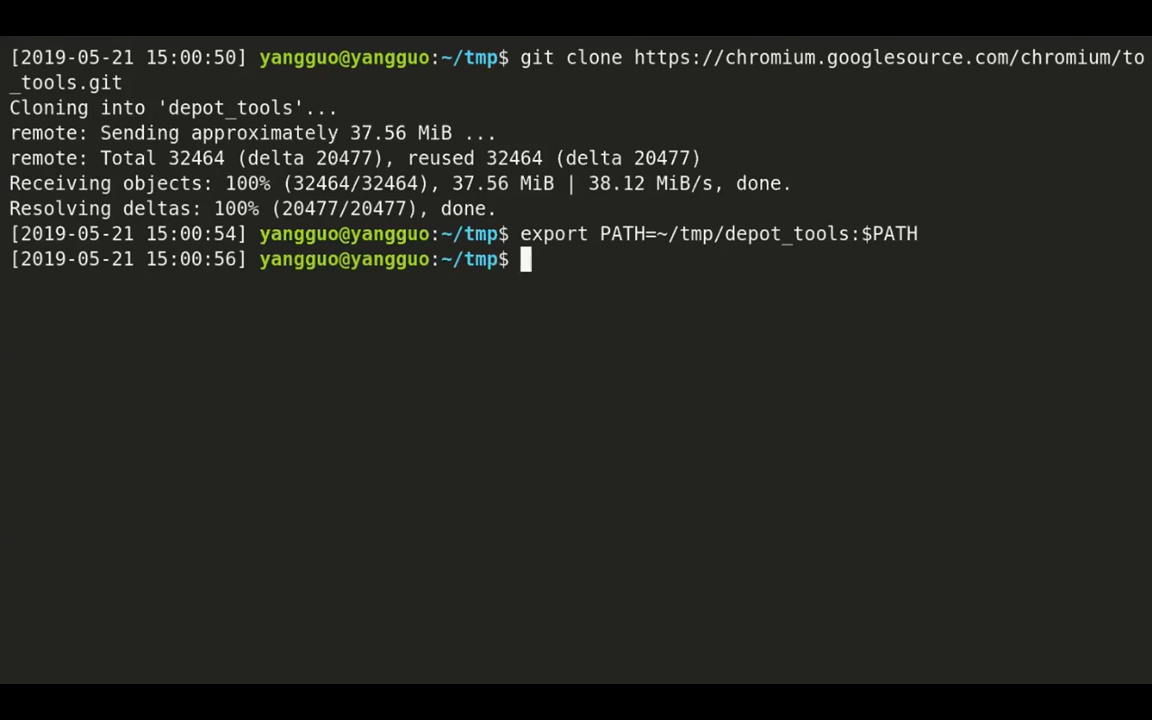 [2019-05-21 15:00:50] yangguo@yangguo:~/tmp$ git clone https://chromium.googlesource.com/chromium/to
_tools.git
Cloning into 'depot_tools'...
remote: Sending approximately 37.56 MiB ...
remote: Total 32464 (delta 20477), reused 32464 (delta 20477)
Receiving objects: 100% (32464/32464), 37.56 MiB | 38.12 MiB/s, done.
Resolving deltas: 100% (20477/20477), done.
[2019-05-21 15:00:54] yangguo@yangguo:~/tmp$ export PATH=~/tmp/depot_tools:$PATH
[2019-05-21 15:00:56] yangguo@yangguo:~/tmp$